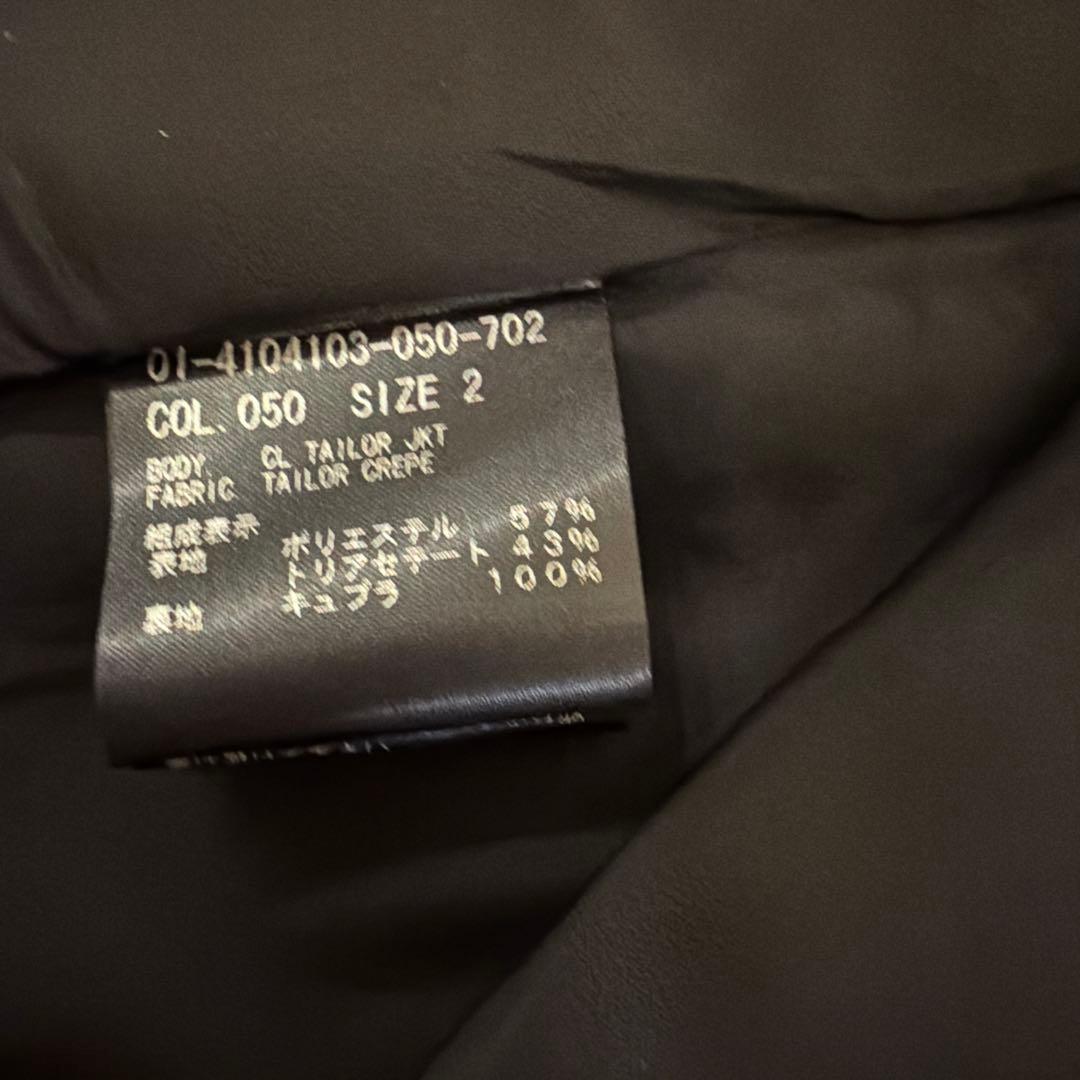 01-4104103-050-702
COL. 050 SIZE 2
BODY. CL TAILOR JKT
FABRIC TAILOR CREPE
組成表示
表地 ポリエステル 57%
トリアセテート 43%
裏地 キュプラ 100%